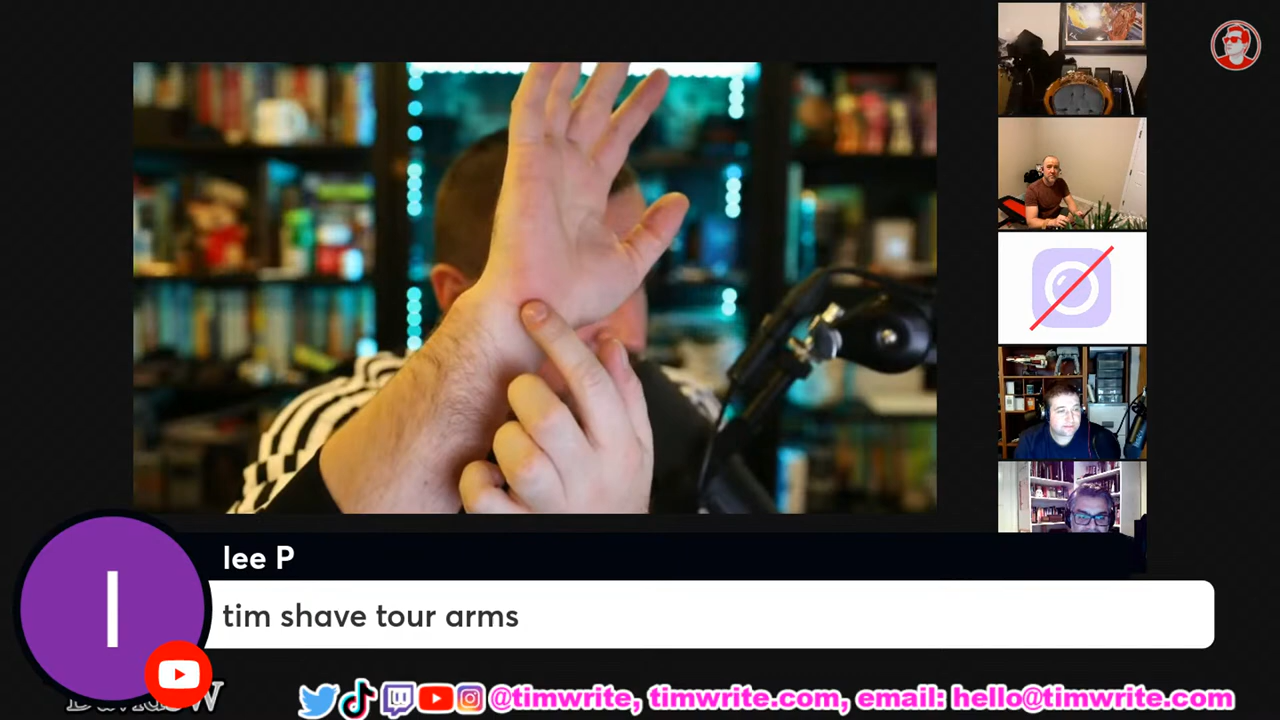 lee P
l
tim shave tour arms
@timwrite, timwrite.com, email: hello@timwrite.com